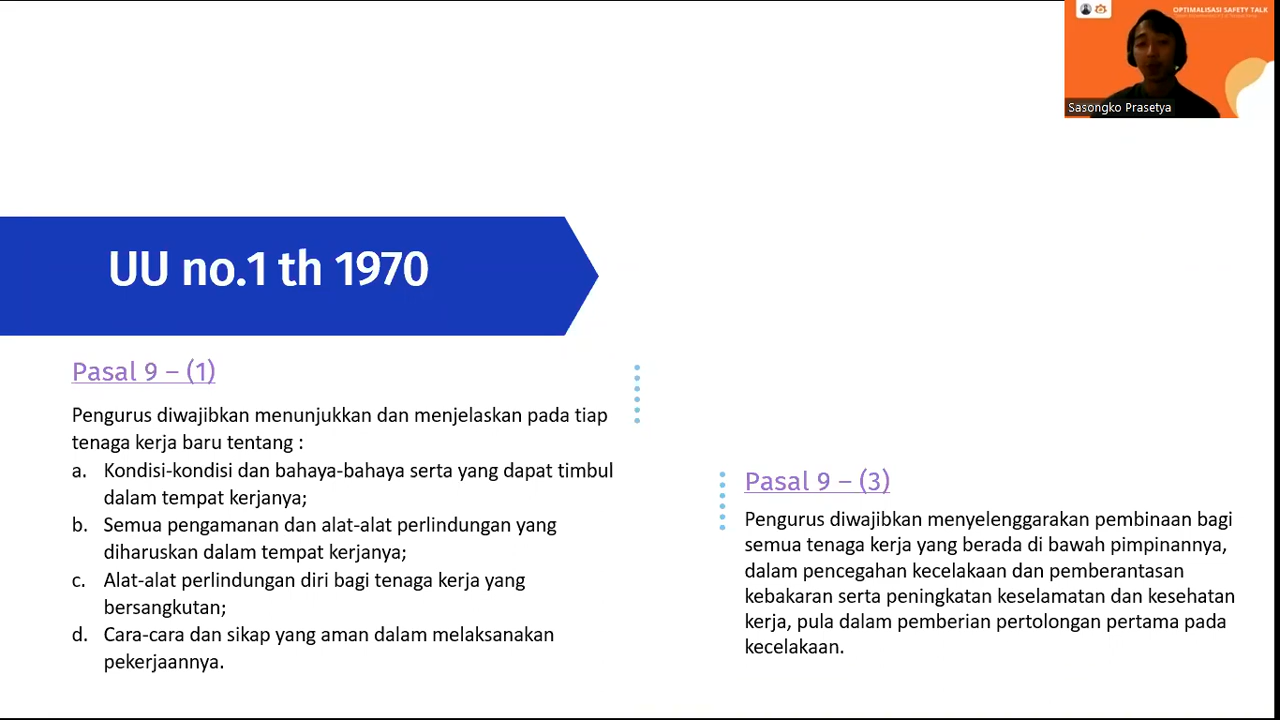 OPTIMALISASI SAFETY TALK
Sasongko Prasetya
UU no.1 th 1970
Pasal 9 – (1)
Pengurus diwajibkan menunjukkan dan menjelaskan pada tiap
tenaga kerja baru tentang :
a. Kondisi-kondisi dan bahaya-bahaya serta yang dapat timbul
dalam tempat kerjanya;
b. Semua pengamanan dan alat-alat perlindungan yang
diharuskan dalam tempat kerjanya;
c. Alat-alat perlindungan diri bagi tenaga kerja yang
bersangkutan;
d. Cara-cara dan sikap yang aman dalam melaksanakan
pekerjaannya.
Pasal 9 – (3)
Pengurus diwajibkan menyelenggarakan pembinaan bagi
semua tenaga kerja yang berada di bawah pimpinannya,
dalam pencegahan kecelakaan dan pemberantasan
kebakaran serta peningkatan keselamatan dan kesehatan
kerja, pula dalam pemberian pertolongan pertama pada
kecelakaan.